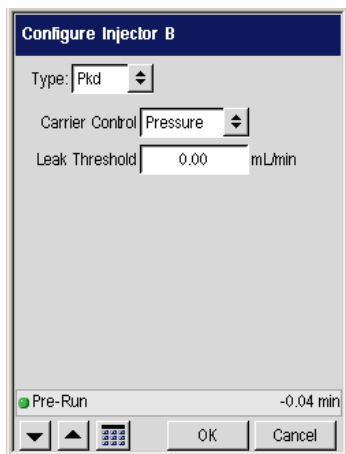 Configure Injector B
Type: Pkd
Carrier Control Pressure
Leak Threshold 0.00 mL/min
Pre-Run -0.04 min
OK Cancel